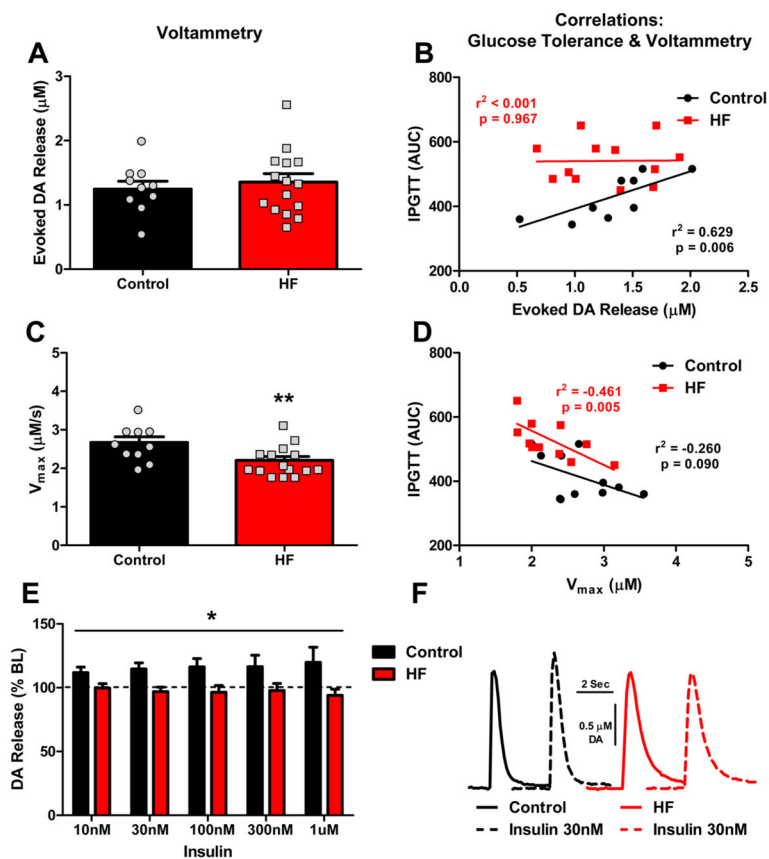 Voltammetry
Correlations:
Glucose Tolerance & Voltammetry
A
Evoked DA Release (μM)
3
2
1
0
Control
HF
B
IPGTT (AUC)
800
600
400
200
r² < 0.001
p = 0.967
Control
HF
r² = 0.629
p = 0.006
0.0
0.5
1.0
1.5
2.0
2.5
Evoked DA Release (μM)
C
Vmax (μM/s)
5
4
3
2
1
0
**
Control
HF
D
IPGTT (AUC)
800
600
400
200
Control
HF
r² = -0.461
p = 0.005
r² = -0.260
p = 0.090
1
2
3
4
5
Vmax (μM)
E
DA Release (% BL)
150
100
50
0
*
Control
HF
10nM
30nM
100nM
300nM
1uM
Insulin
F
2 Sec
0.5 μM
DA
Control
HF
Insulin 30nM
Insulin 30nM